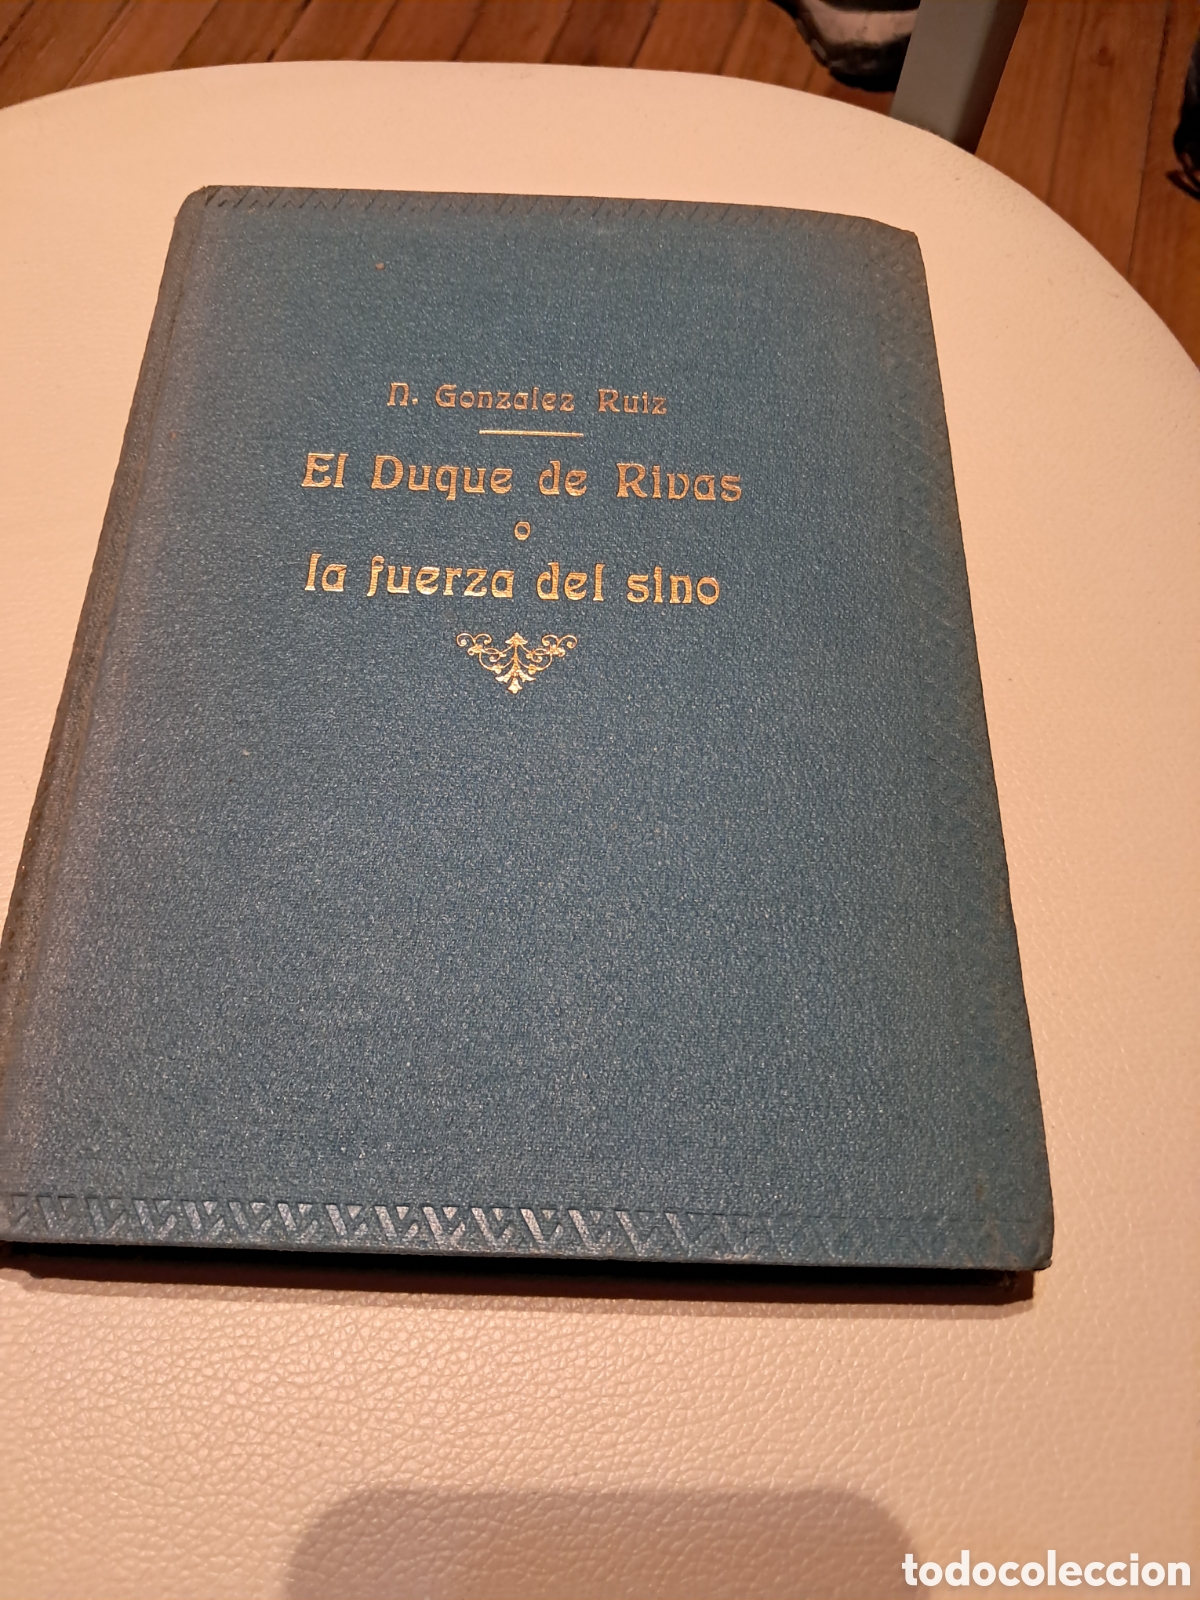 N. Gonzalez Ruiz
El Duque de Rivas
o
la fuerza del sino
todocoleccion